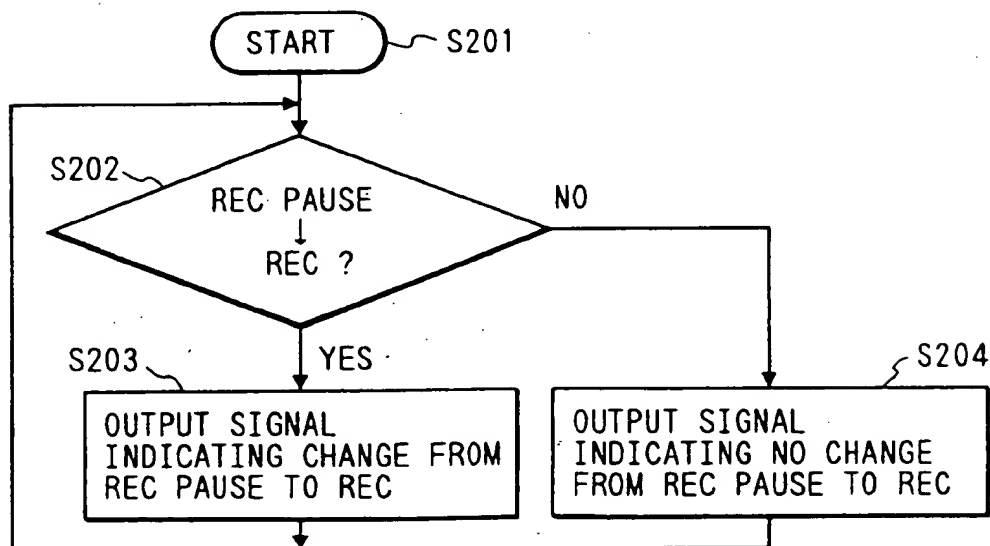 START
S201
S202
REC PAUSE
↓
REC ?
NO
YES
S203
S204
OUTPUT SIGNAL
INDICATING CHANGE FROM
REC PAUSE TO REC
OUTPUT SIGNAL
INDICATING NO CHANGE
FROM REC PAUSE TO REC